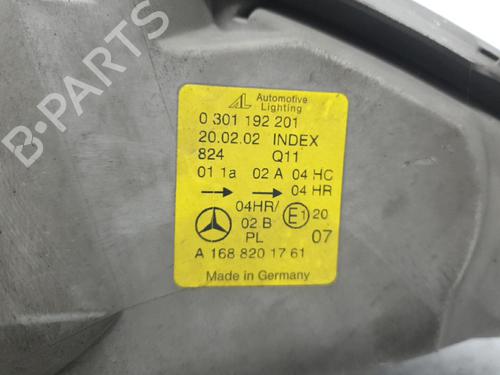 AL Automotive
Lighting
0 301 192 201
20.02.02 INDEX
824 Q11
01 1a 02 A 04 HC
→ → 04 HR
04HR/
02 B E1 20
PL 07
A 168 820 17 61
Made in Germany
B-PARTS